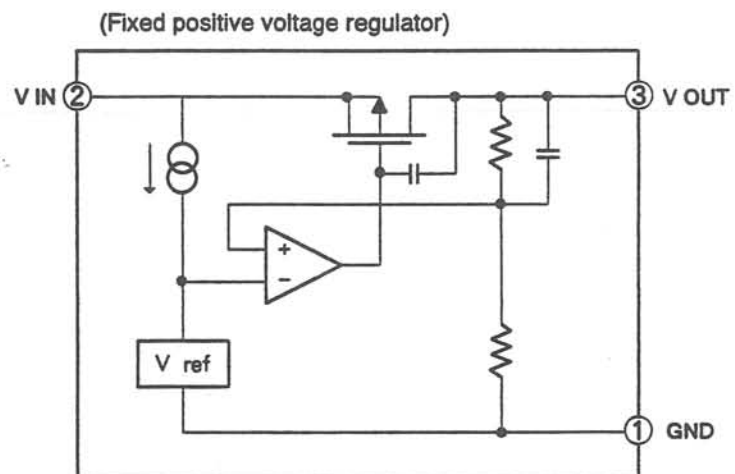 (Fixed positive voltage regulator)
V IN ② ③ V OUT
+
−
V ref
① GND